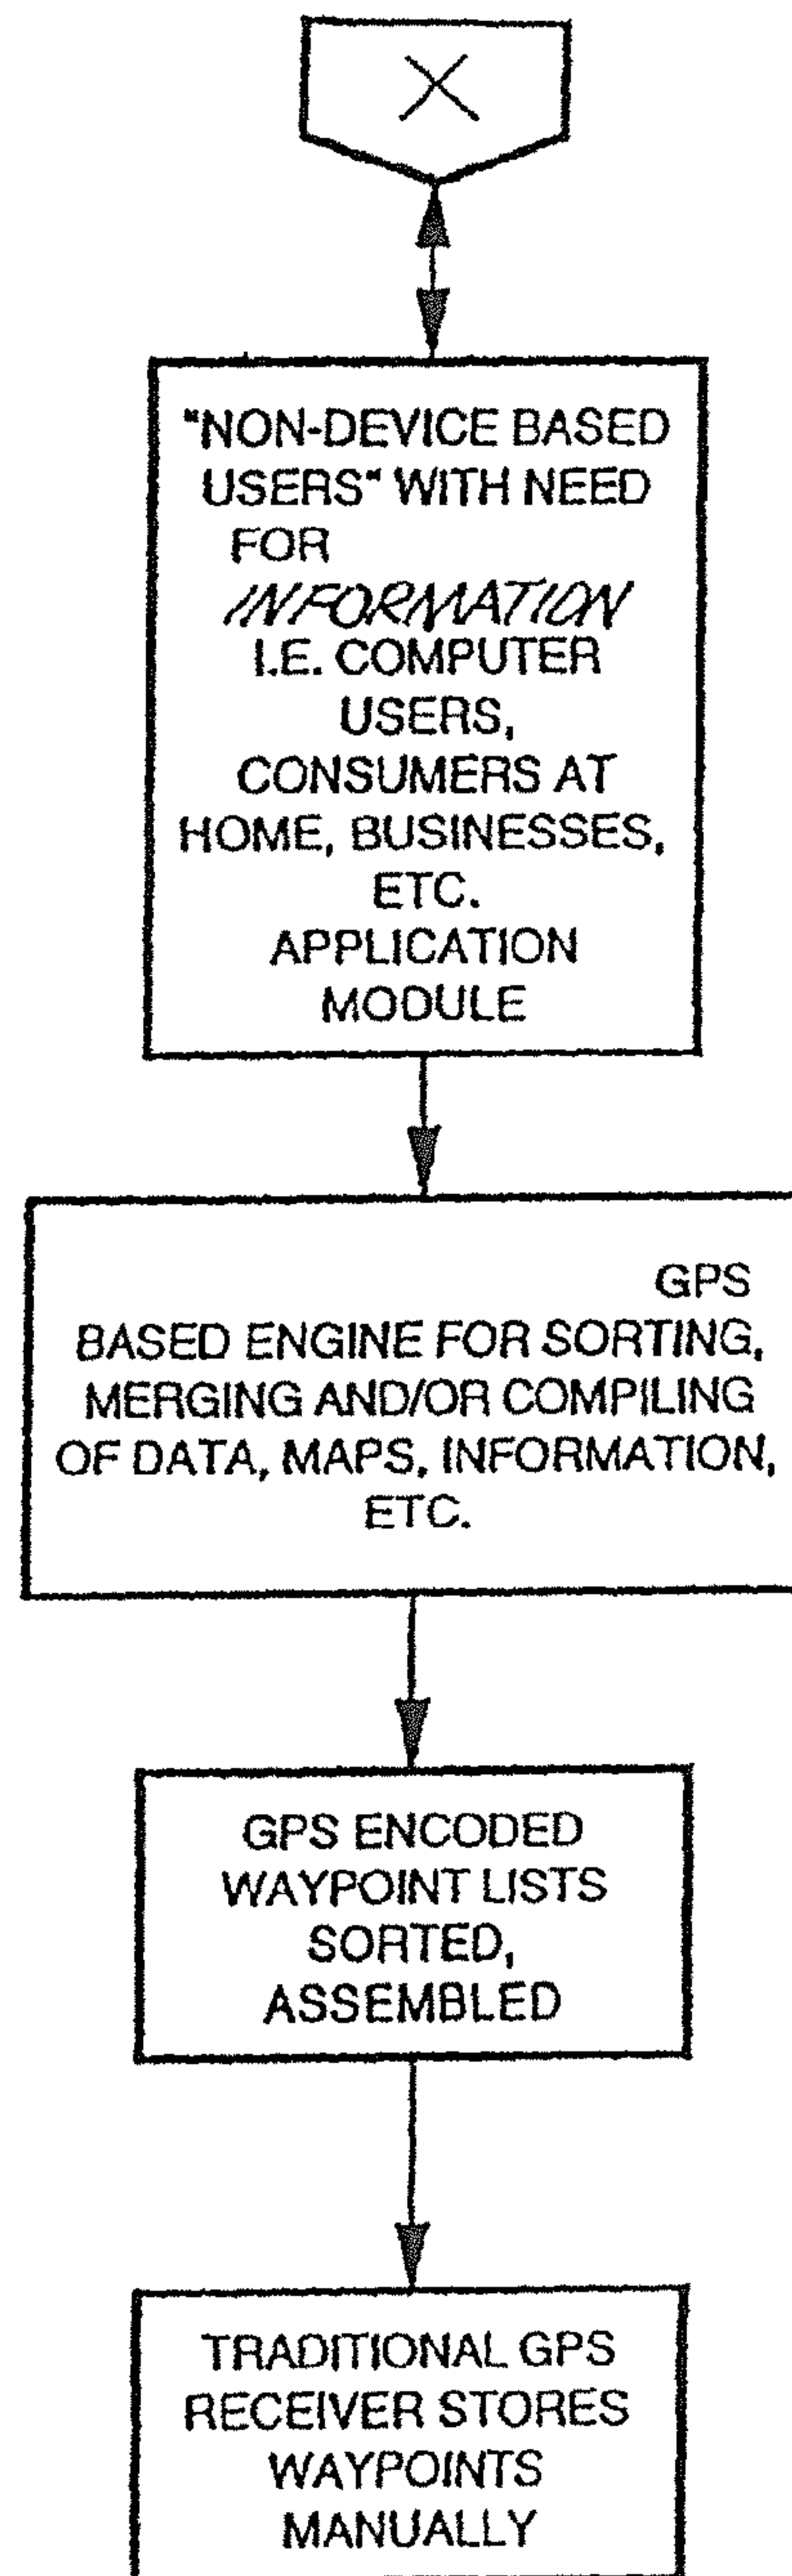 X
"NON-DEVICE BASED
USERS" WITH NEED
FOR
INFORMATION
I.E. COMPUTER
USERS,
CONSUMERS AT
HOME, BUSINESSES,
ETC.
APPLICATION
MODULE
GPS
BASED ENGINE FOR SORTING,
MERGING AND/OR COMPILING
OF DATA, MAPS, INFORMATION,
ETC.
GPS ENCODED
WAYPOINT LISTS
SORTED,
ASSEMBLED
TRADITIONAL GPS
RECEIVER STORES
WAYPOINTS
MANUALLY